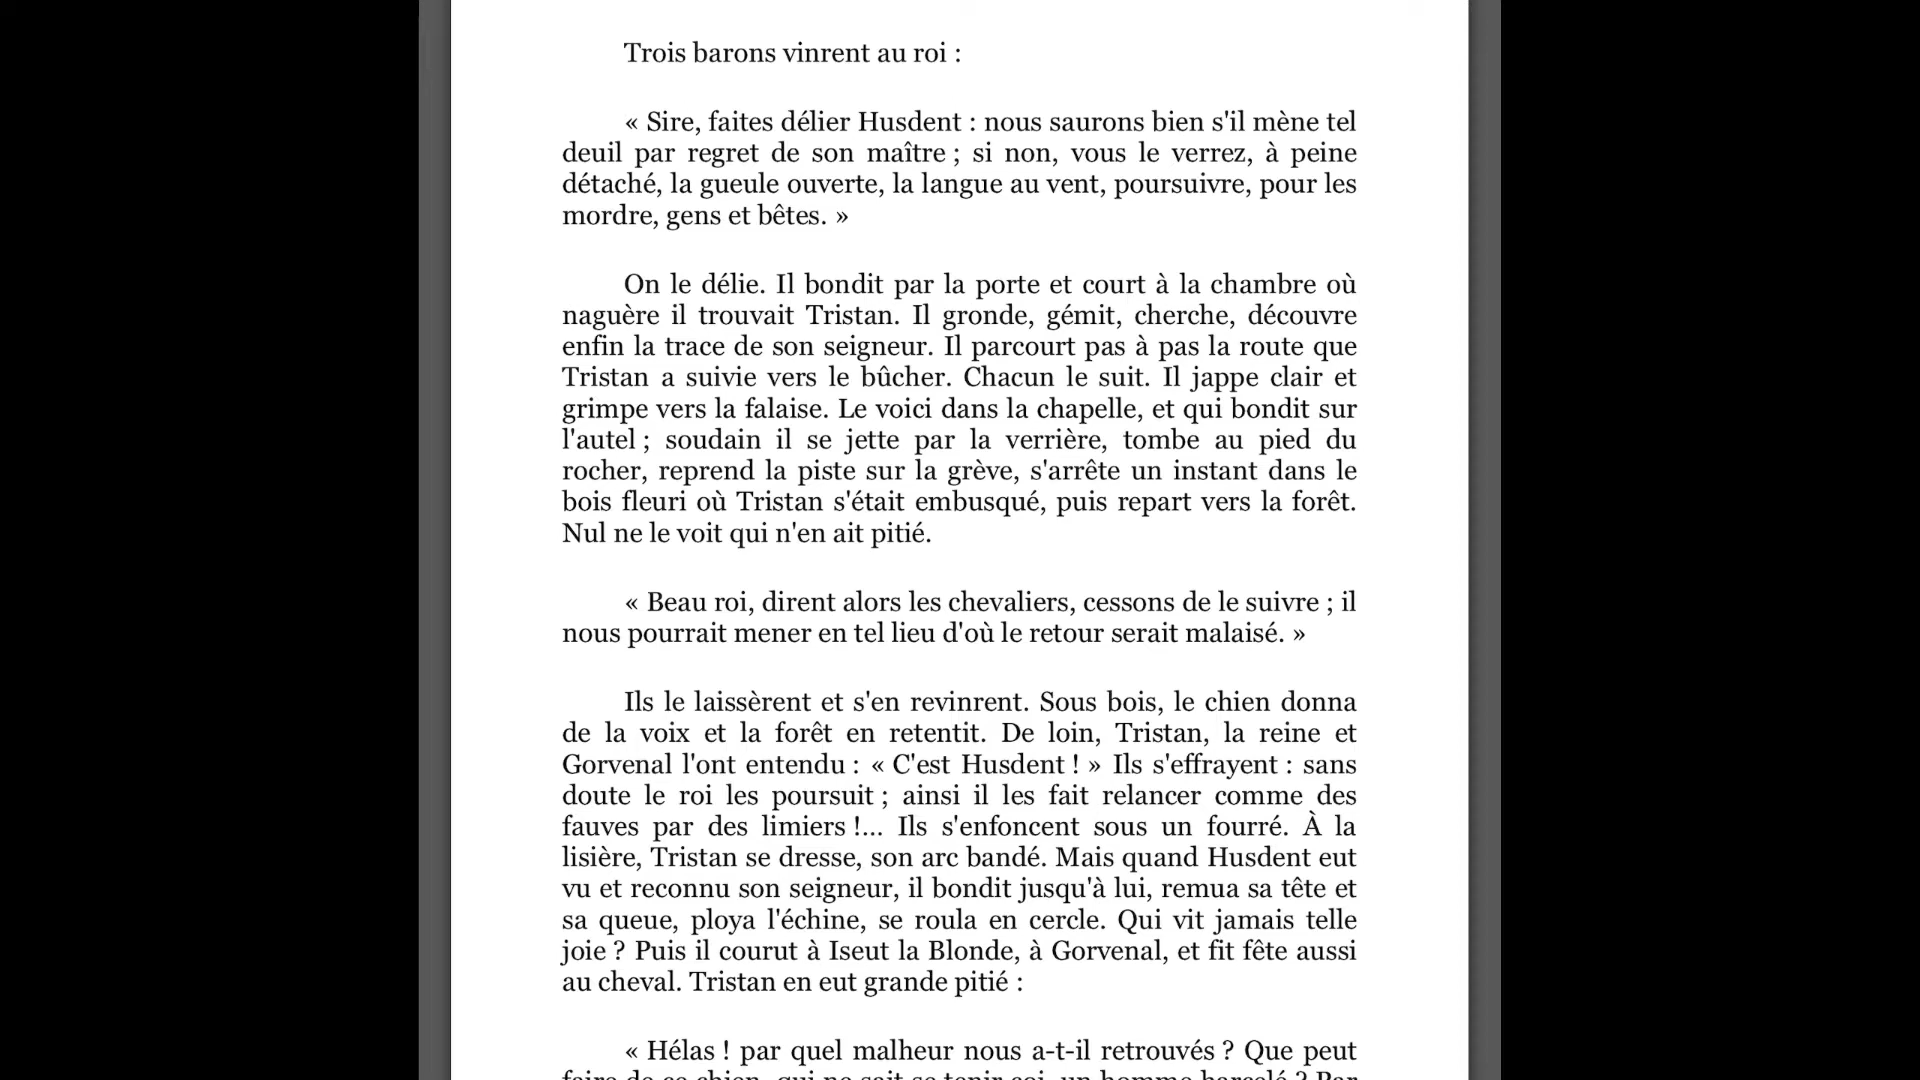 Trois barons vinrent au roi :
« Sire, faites délier Husdent : nous saurons bien s'il mène tel
deuil par regret de son maître ; si non, vous le verrez, à peine
détaché, la gueule ouverte, la langue au vent, poursuivre, pour les
mordre, gens et bêtes. »
On le délie. Il bondit par la porte et court à la chambre où
naguère il trouvait Tristan. Il gronde, gémit, cherche, découvre
enfin la trace de son seigneur. Il parcourt pas à pas la route que
Tristan a suivie vers le bûcher. Chacun le suit. Il jappe clair et
grimpe vers la falaise. Le voici dans la chapelle, et qui bondit sur
l'autel ; soudain il se jette par la verrière, tombe au pied du
rocher, reprend la piste sur la grève, s'arrête un instant dans le
bois fleuri où Tristan s'était embusqué, puis repart vers la forêt.
Nul ne le voit qui n'en ait pitié.
« Beau roi, dirent alors les chevaliers, cessons de le suivre ; il
nous pourrait mener en tel lieu d'où le retour serait malaisé. »
Ils le laissèrent et s'en revinrent. Sous bois, le chien donna
de la voix et la forêt en retentit. De loin, Tristan, la reine et
Gorvenal l'ont entendu : « C'est Husdent ! » Ils s'effrayent : sans
doute le roi les poursuit ; ainsi il les fait relancer comme des
fauves par des limiers !… Ils s'enfoncent sous un fourré. À la
lisière, Tristan se dresse, son arc bandé. Mais quand Husdent eut
vu et reconnu son seigneur, il bondit jusqu'à lui, remua sa tête et
sa queue, ploya l'échine, se roula en cercle. Qui vit jamais telle
joie ? Puis il courut à Iseut la Blonde, à Gorvenal, et fit fête aussi
au cheval. Tristan en eut grande pitié :
« Hélas ! par quel malheur nous a-t-il retrouvés ? Que peut
faire de ce chien, qui ne sait se tenir coi, un homme harcelé ? Par